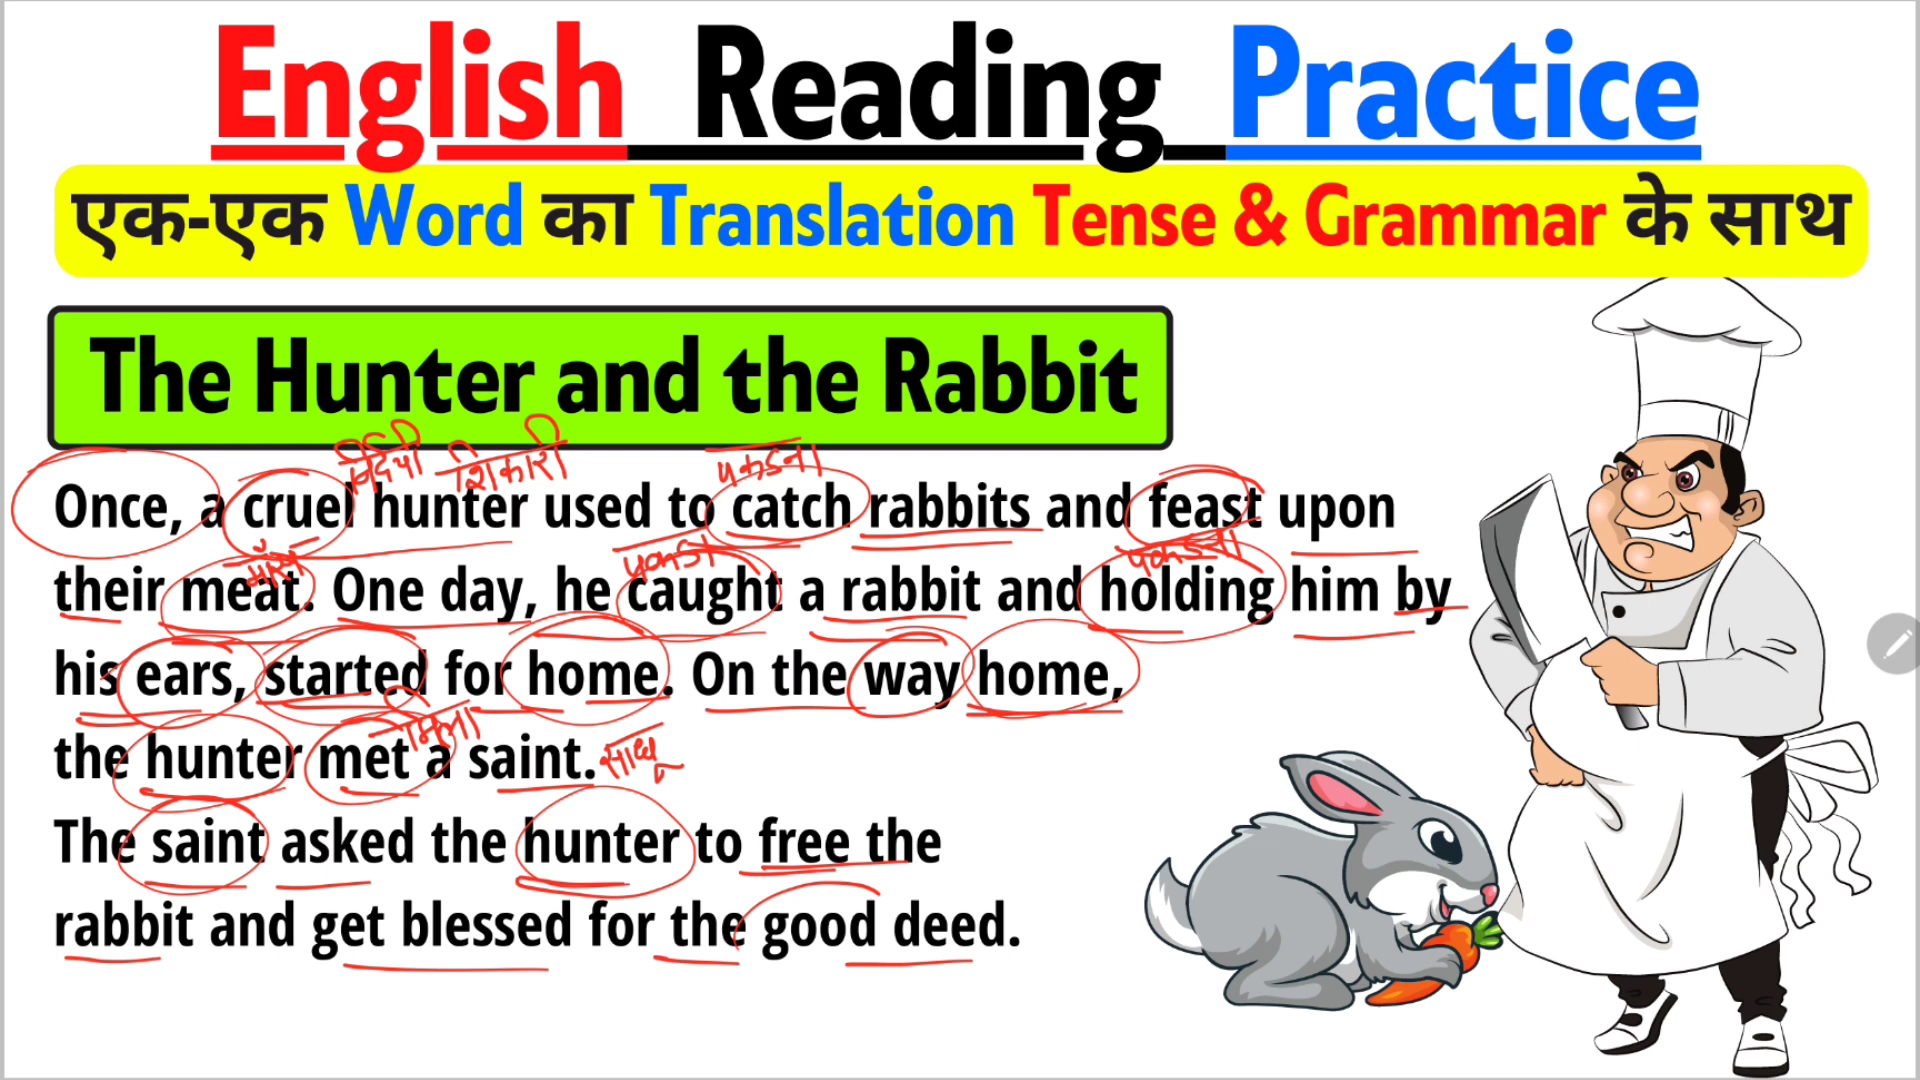 English Reading Practice
एक-एक Word का Translation Tense & Grammar के साथ
The Hunter and the Rabbit
निर्दयी शिकारी पकडना
Once, a cruel hunter used to catch rabbits and feast upon
माँस पकडा पकडना
their meat. One day, he caught a rabbit and holding him by
his ears, started for home. On the way home,
मिला
the hunter met a saint. साधु
The saint asked the hunter to free the
rabbit and get blessed for the good deed.